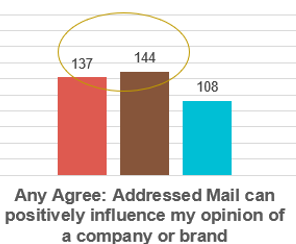 137
144
108
Any Agree: Addressed Mail can
positively influence my opinion of
a company or brand